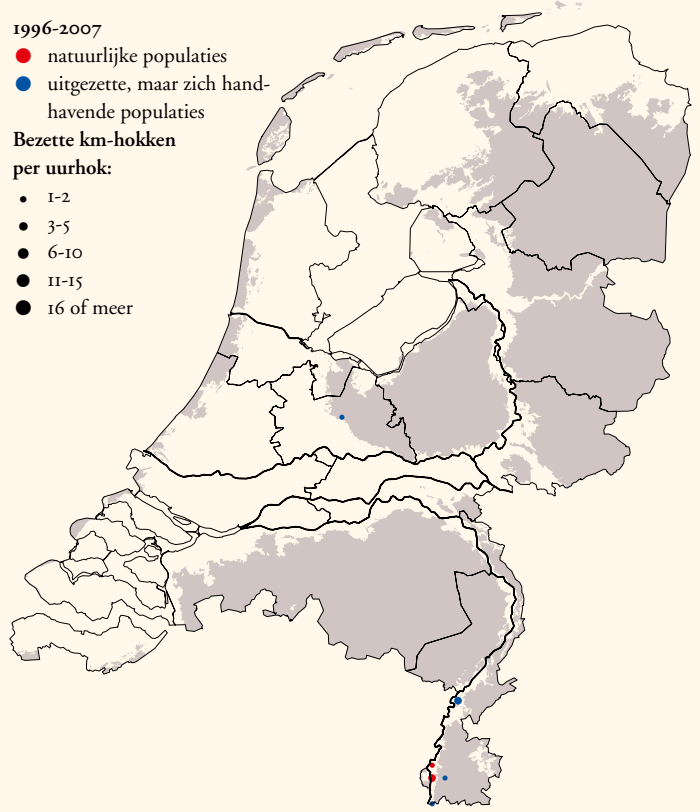 1996-2007
natuurlijke populaties
uitgezette, maar zich hand-
havende populaties
Bezette km-hokken
per uurhok:
1-2
3-5
6-10
11-15
16 of meer